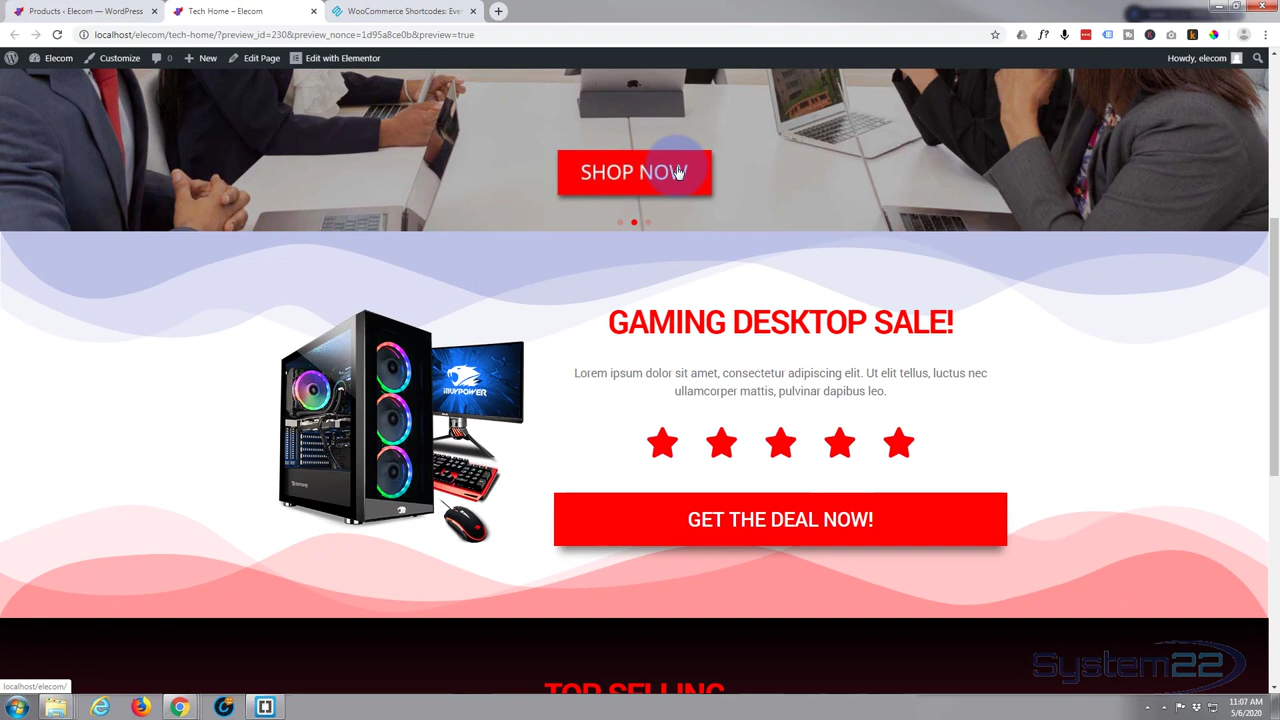 Products ‹ Elecom — WordPress
Tech Home – Elecom
WooCommerce Shortcodes: Eve
localhost/elecom/tech-home/?preview_id=230&preview_nonce=1d95a8ce0b&preview=true
Elecom
Customize
0
New
Edit Page
Edit with Elementor
Howdy, elecom
SHOP NOW
GAMING DESKTOP SALE!
Lorem ipsum dolor sit amet, consectetur adipiscing elit. Ut elit tellus, luctus nec
ullamcorper mattis, pulvinar dapibus leo.
iBUYPOWER
GET THE DEAL NOW!
TOP SELLING
System22
localhost/elecom/
11:07 AM
5/6/2020